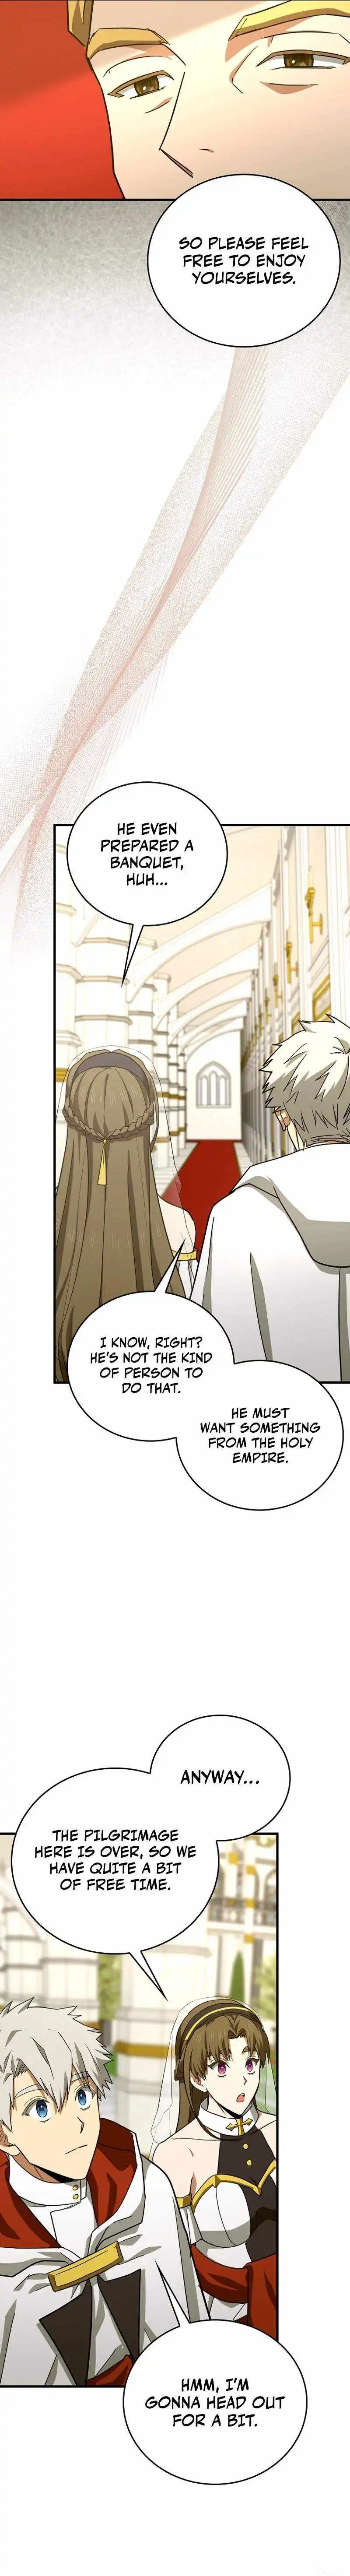 SO PLEASE FEEL
FREE TO ENJOY
YOURSELVES.
HE EVEN
PREPARED A
BANQUET,
HUH...
I KNOW, RIGHT?
HE'S NOT THE KIND
OF PERSON TO
DO THAT.
HE MUST
WANT SOMETHING
FROM THE HOLY
EMPIRE.
ANYWAY...
THE PILGRIMAGE
HERE IS OVER, SO WE
HAVE QUITE A BIT
OF FREE TIME.
HMM, I'M
GONNA HEAD OUT
FOR A BIT.